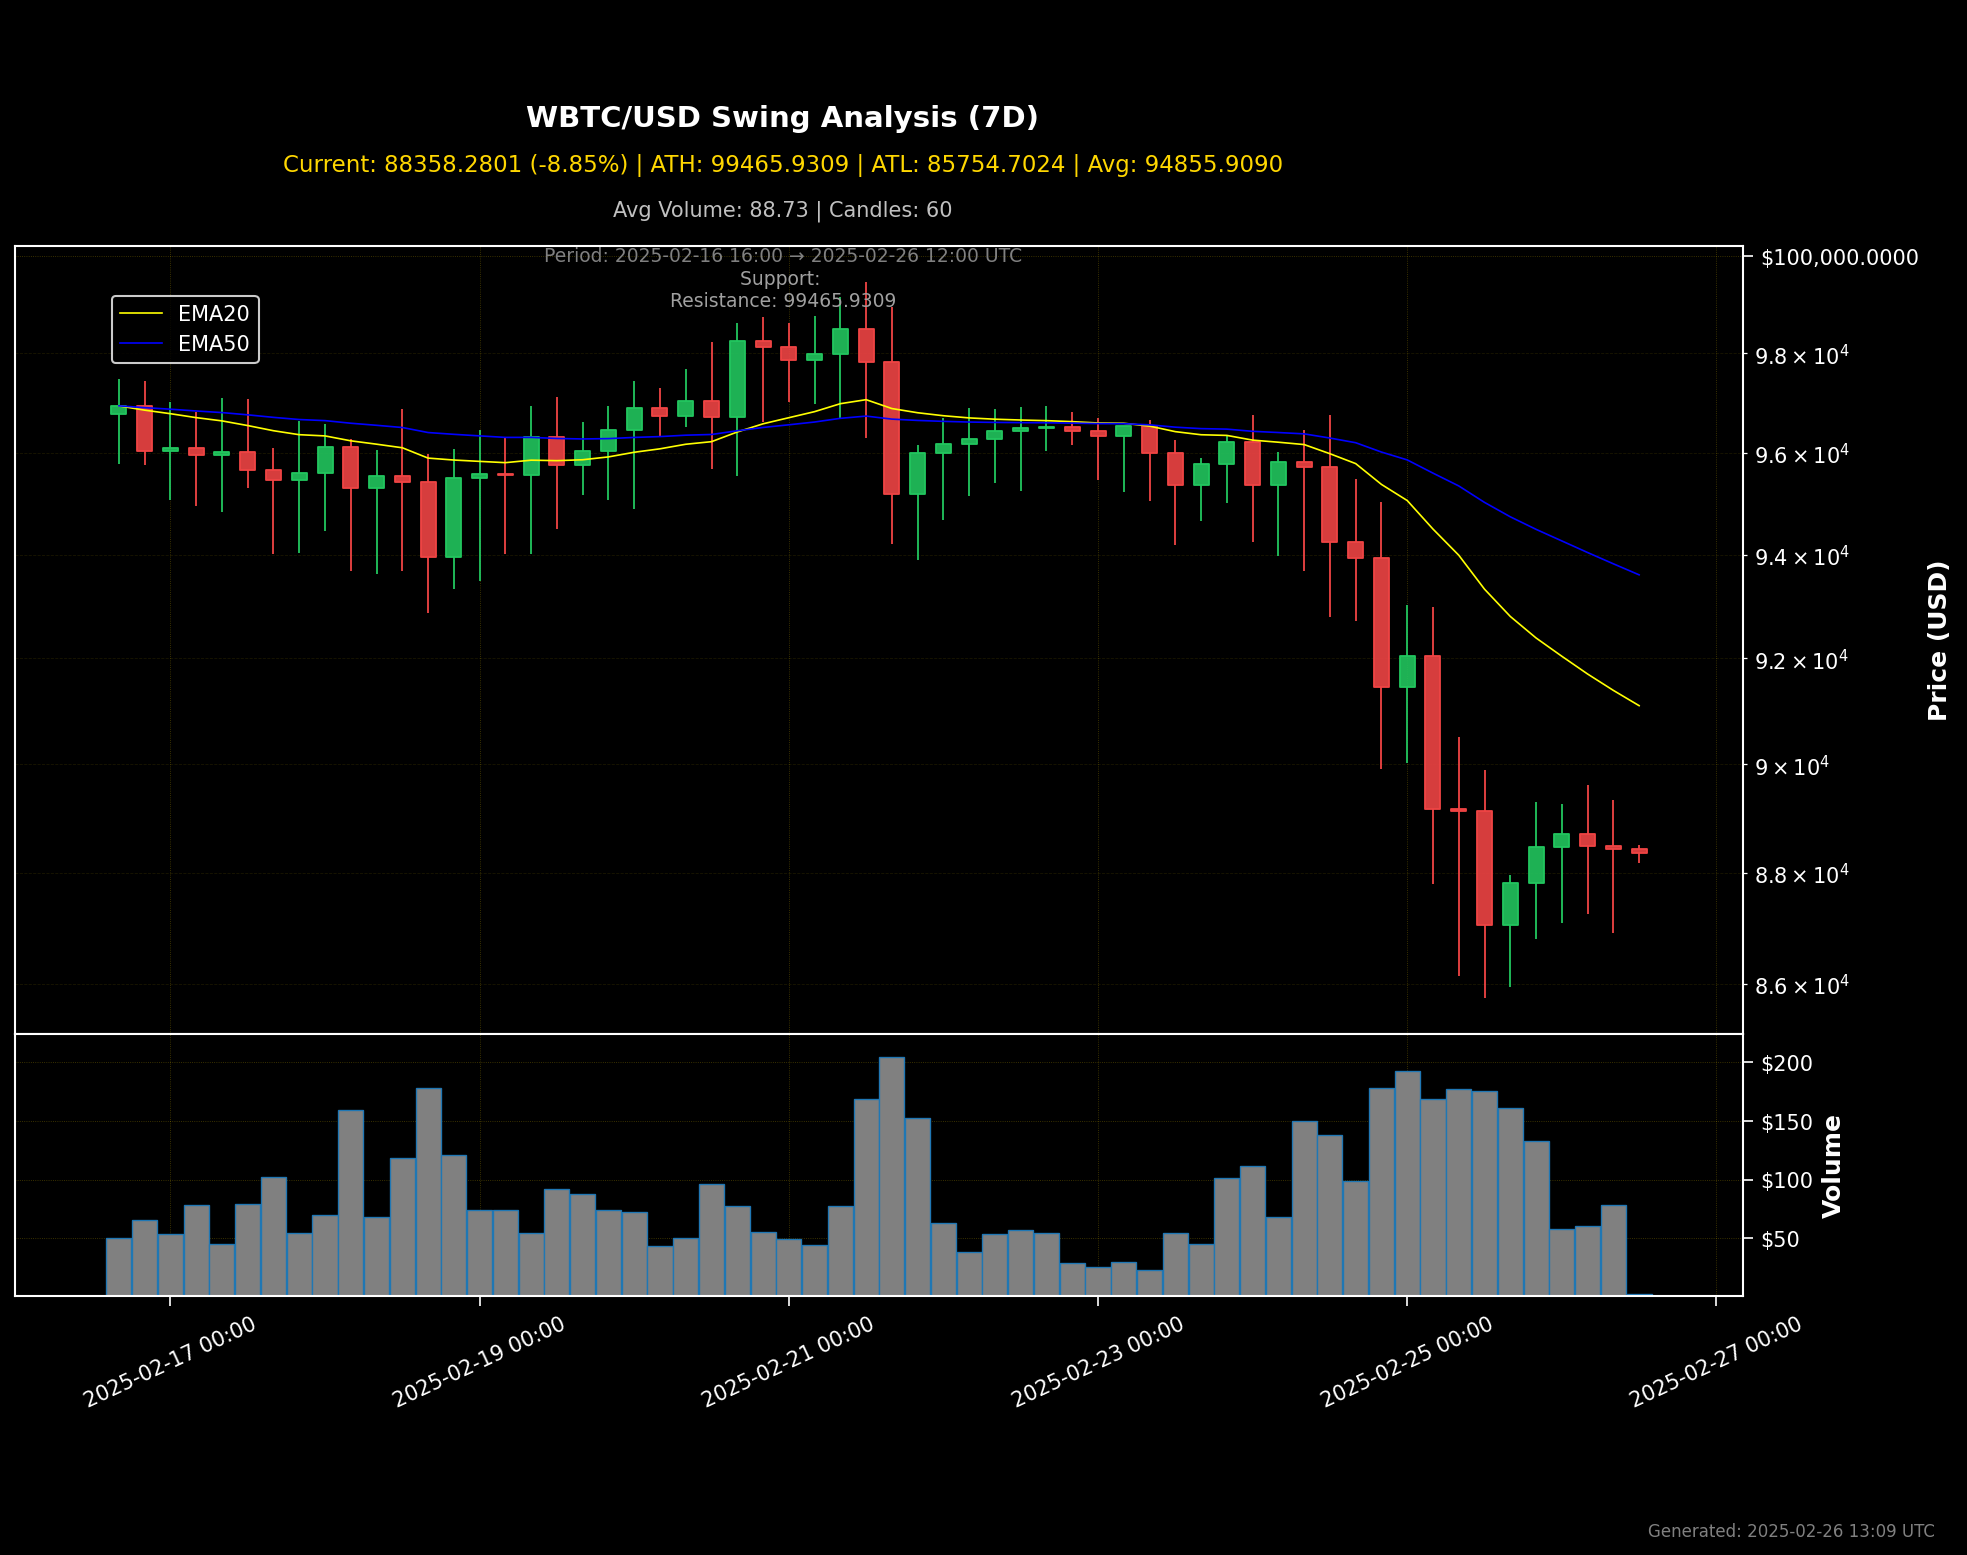 WBTC/USD Swing Analysis (7D)
Current: 88358.2801 (-8.85%) | ATH: 99465.9309 | ATL: 85754.7024 | Avg: 94855.9090
Avg Volume: 88.73 | Candles: 60
Period: 2025-02-16 16:00 → 2025-02-26 12:00 UTC
Support:
Resistance: 99465.9309
EMA20
EMA50
$100,000.0000
9.8 × 10⁴
9.6 × 10⁴
9.4 × 10⁴
9.2 × 10⁴
9 × 10⁴
8.8 × 10⁴
8.6 × 10⁴
Price (USD)
$200
$150
$100
$50
Volume
2025-02-17 00:00
2025-02-19 00:00
2025-02-21 00:00
2025-02-23 00:00
2025-02-25 00:00
2025-02-27 00:00
Generated: 2025-02-26 13:09 UTC